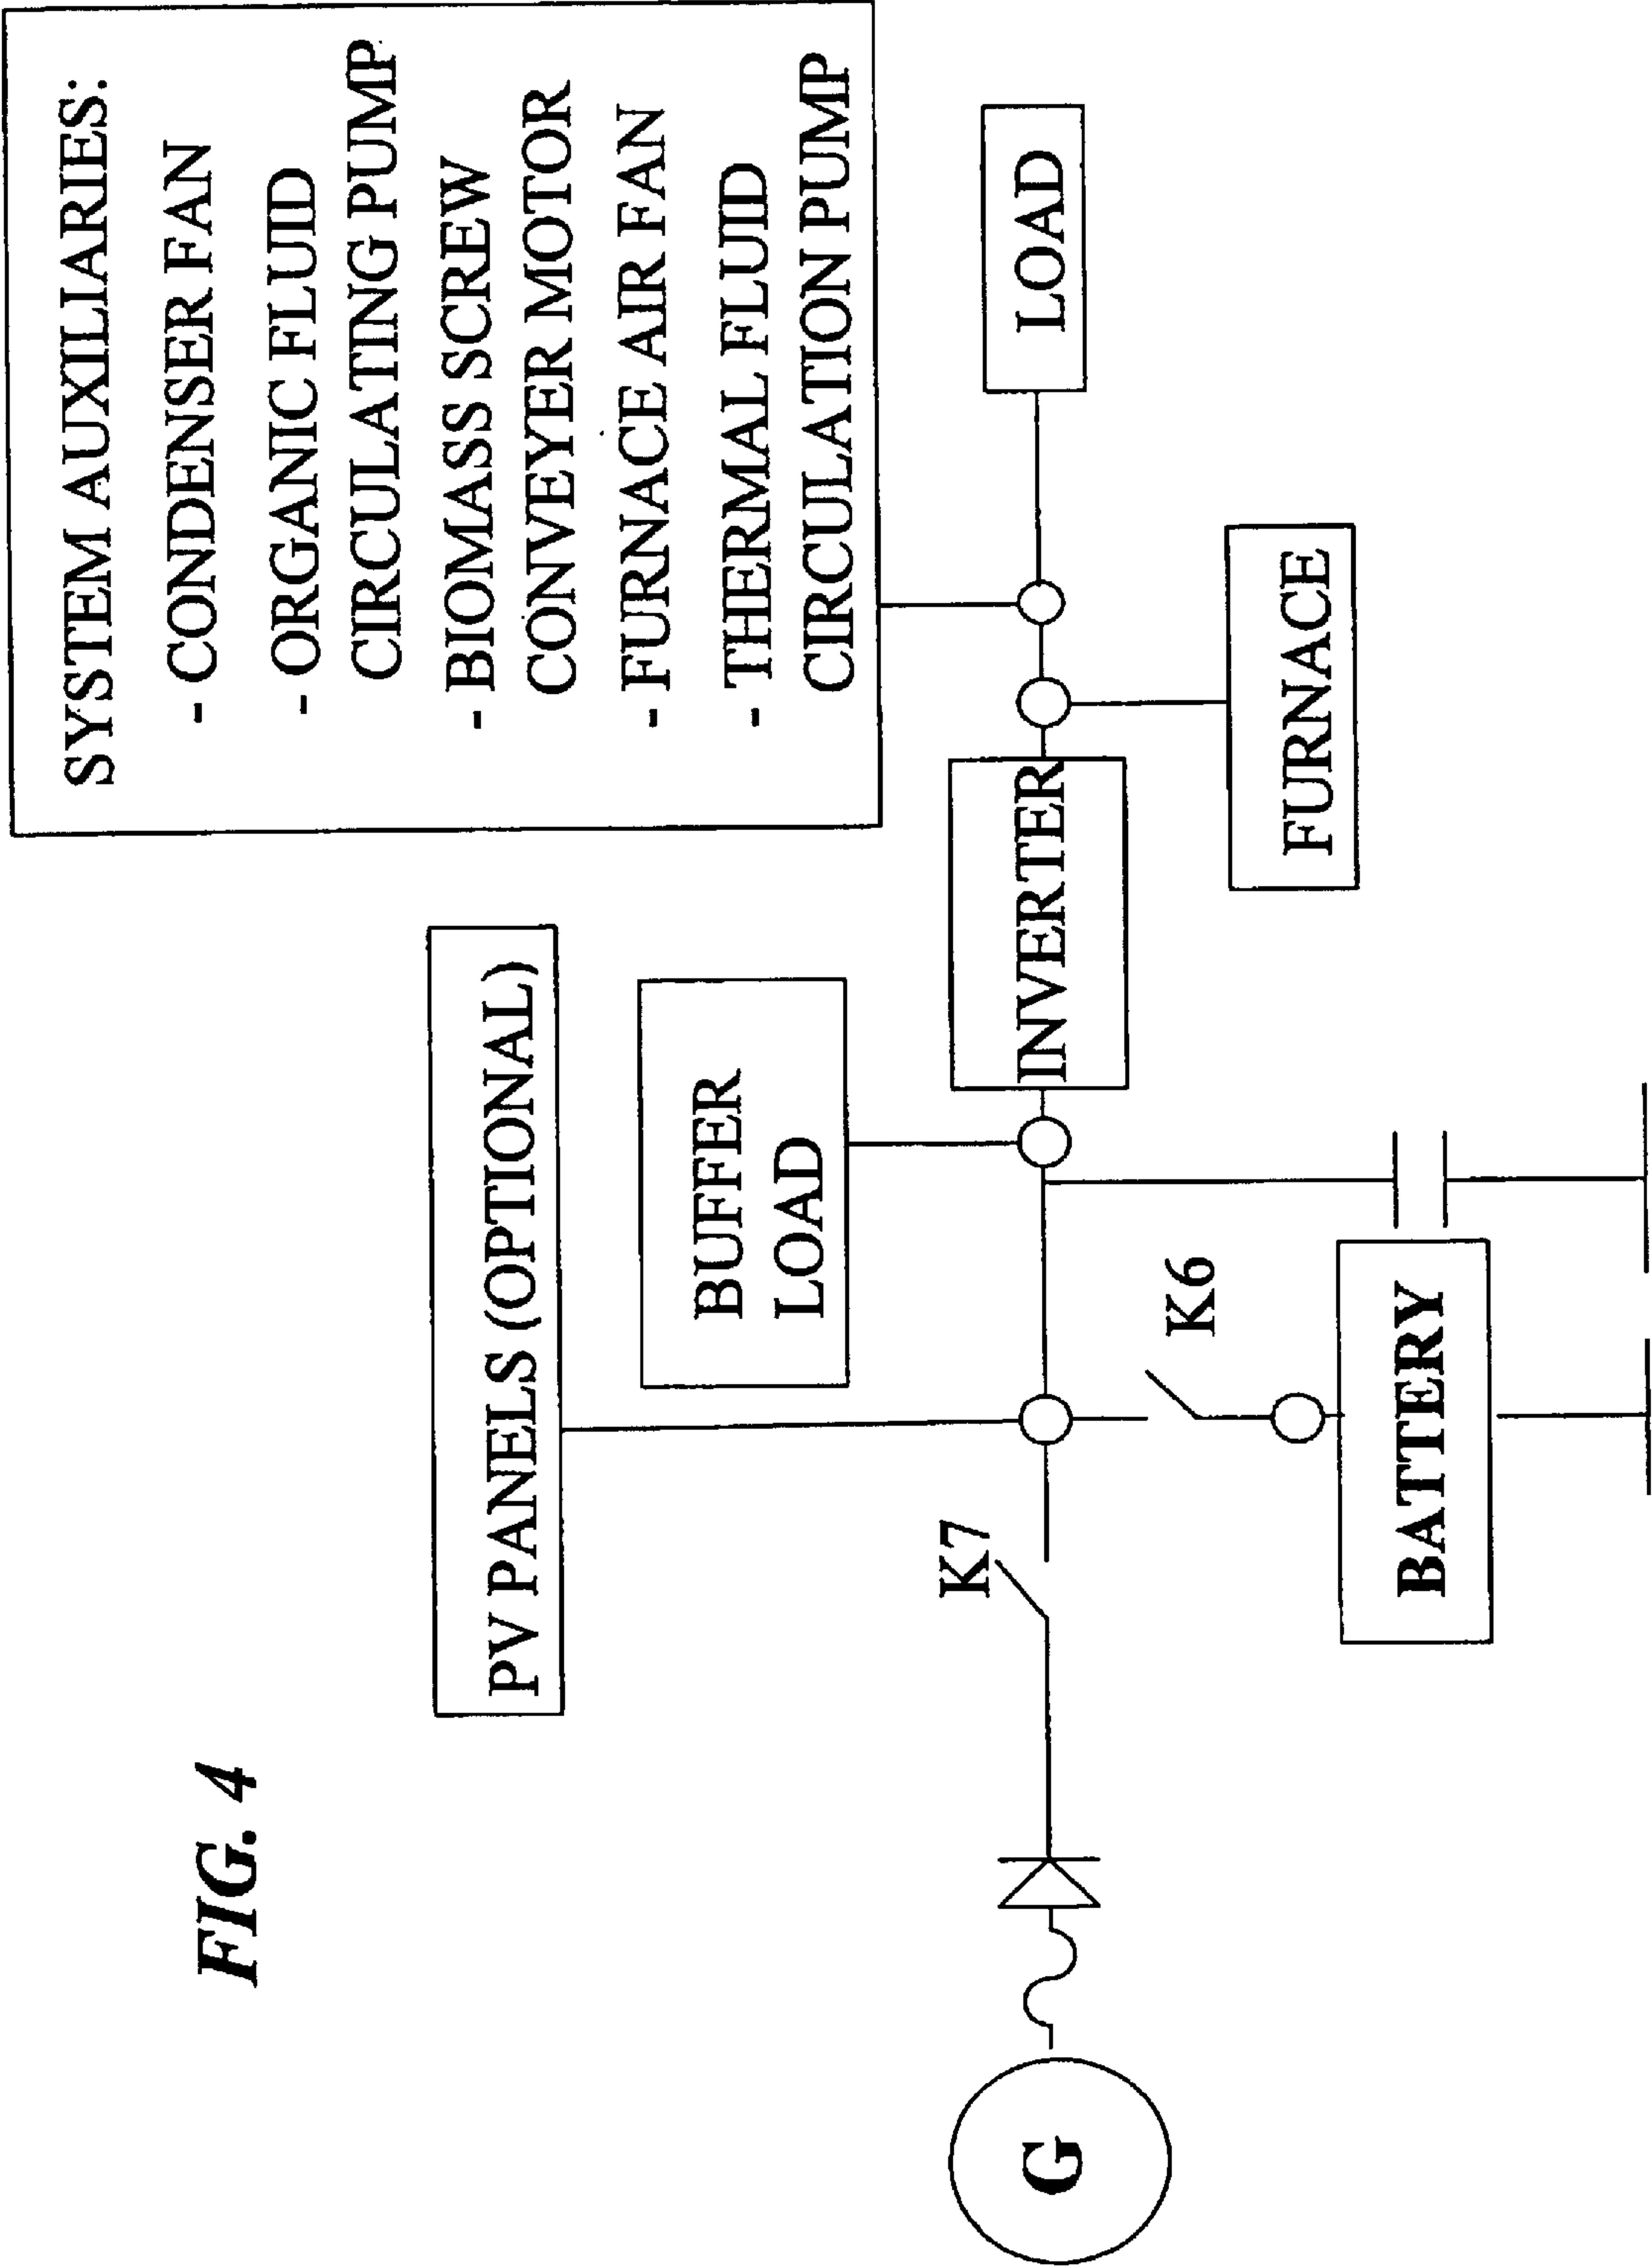 FIG. 4
SYSTEM AUXILIARIES:
- CONDENSER FAN
- ORGANIC FLUID
CIRCULATING PUMP
- BIOMASS SCREW
CONVEYER MOTOR
- FURNACE AIR FAN
- THERMAL FLUID
CIRCULATION PUMP
PV PANELS (OPTIONAL)
BUFFER
LOAD
G
K7
INVERTER
LOAD
K6
FURNACE
BATTERY